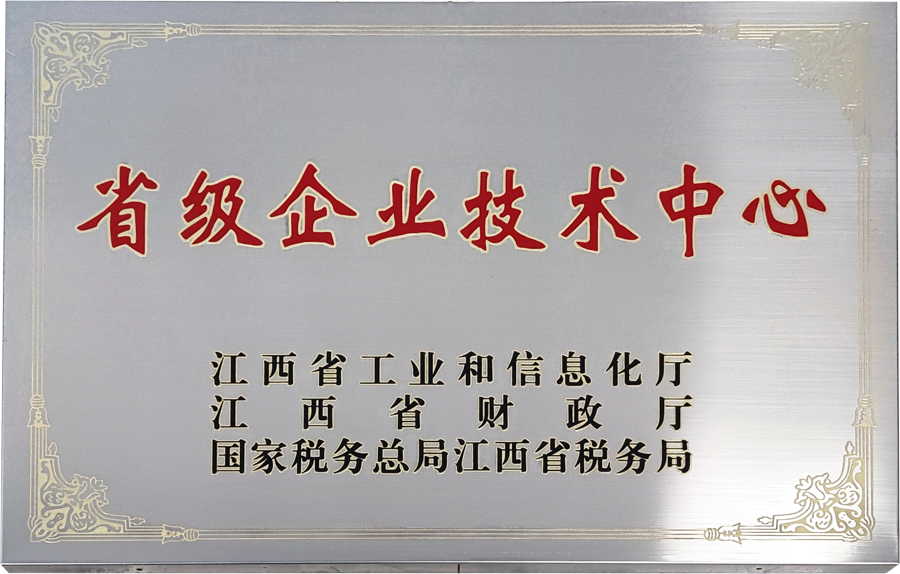 省级企业技术中心
江西省工业和信息化厅
江西省财政厅
国家税务总局江西省税务局